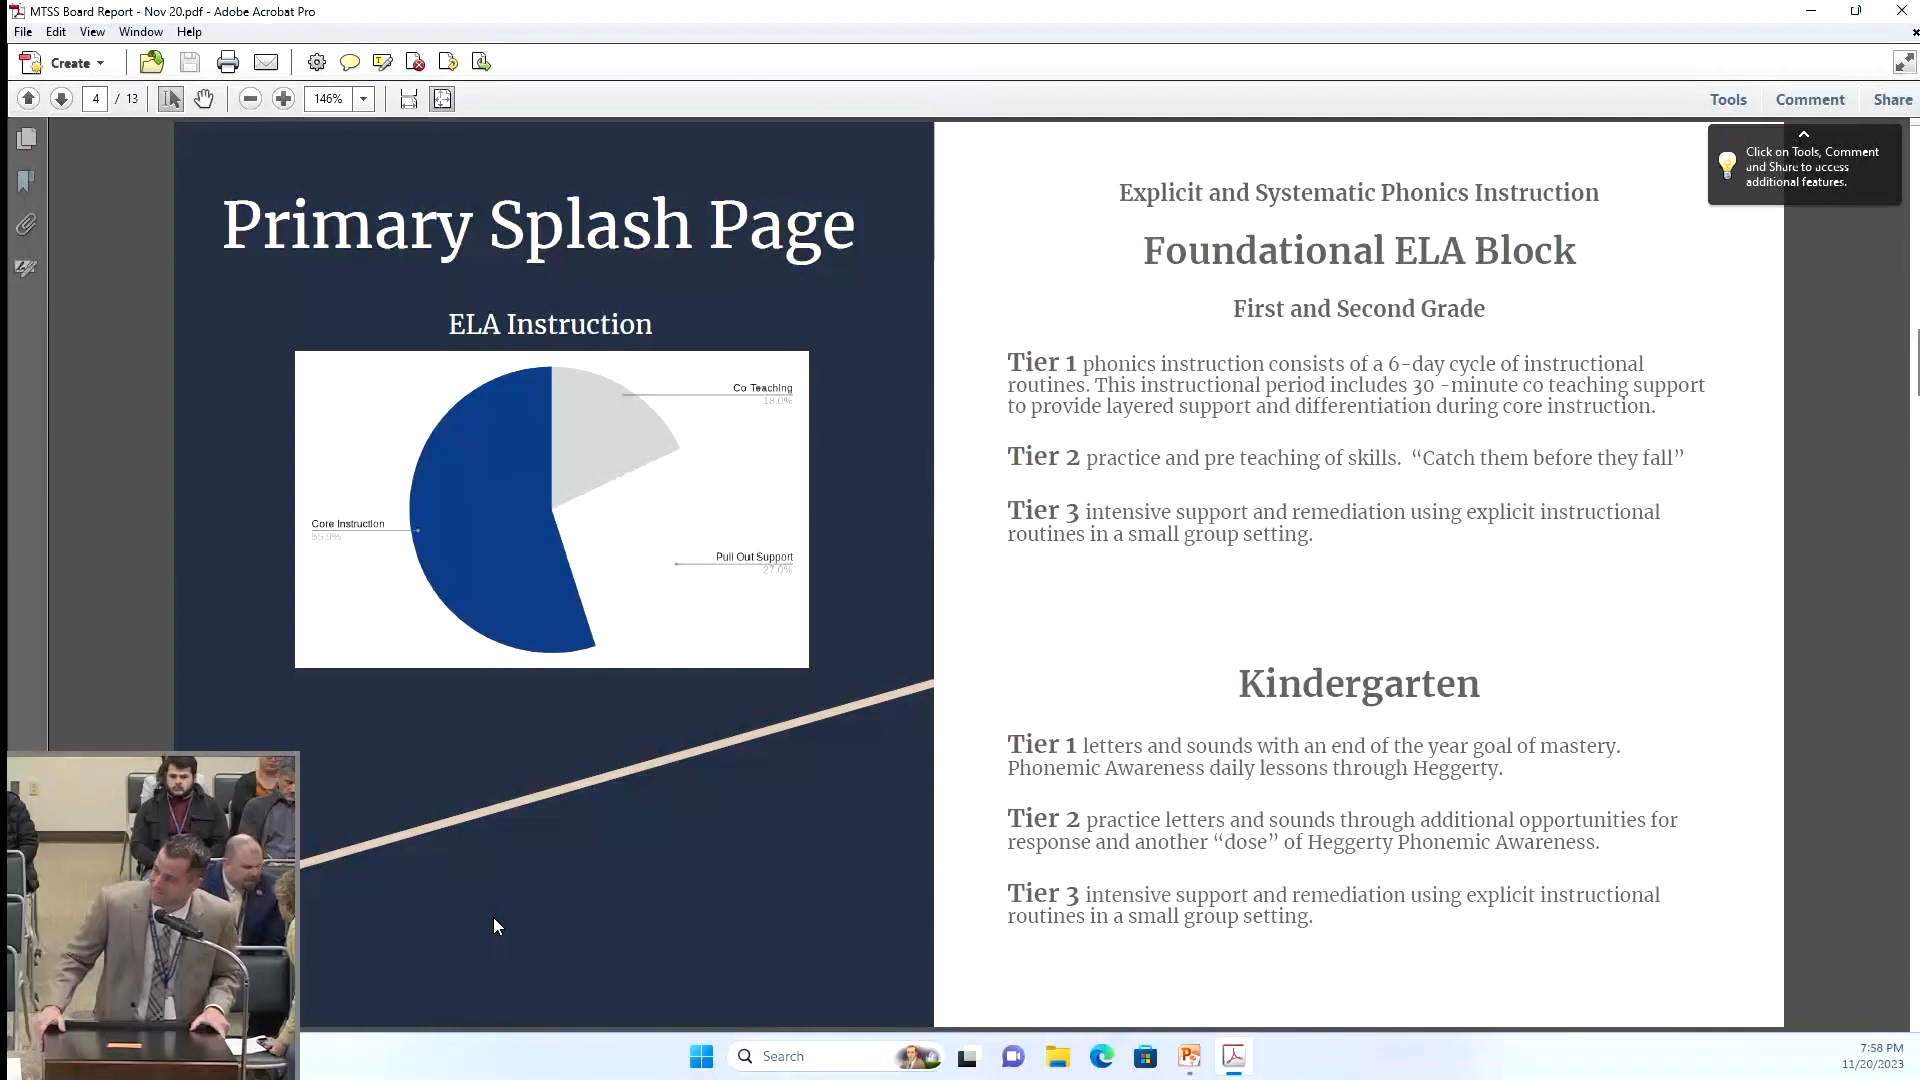 MTSS Board Report - Nov 20.pdf - Adobe Acrobat Pro
File Edit View Window Help
Create
4 / 13
146%
Tools Comment Share
Click on Tools, Comment
and Share to access
additional features.
Primary Splash Page
ELA Instruction
Co Teaching
18.0%
Core Instruction
55.0%
Pull Out Support
27.0%
Explicit and Systematic Phonics Instruction
Foundational ELA Block
First and Second Grade
Tier 1 phonics instruction consists of a 6-day cycle of instructional
routines. This instructional period includes 30 -minute co teaching support
to provide layered support and differentiation during core instruction.
Tier 2 practice and pre teaching of skills. “Catch them before they fall”
Tier 3 intensive support and remediation using explicit instructional
routines in a small group setting.
Kindergarten
Tier 1 letters and sounds with an end of the year goal of mastery.
Phonemic Awareness daily lessons through Heggerty.
Tier 2 practice letters and sounds through additional opportunities for
response and another “dose” of Heggerty Phonemic Awareness.
Tier 3 intensive support and remediation using explicit instructional
routines in a small group setting.
Search
7:58 PM
11/20/2023